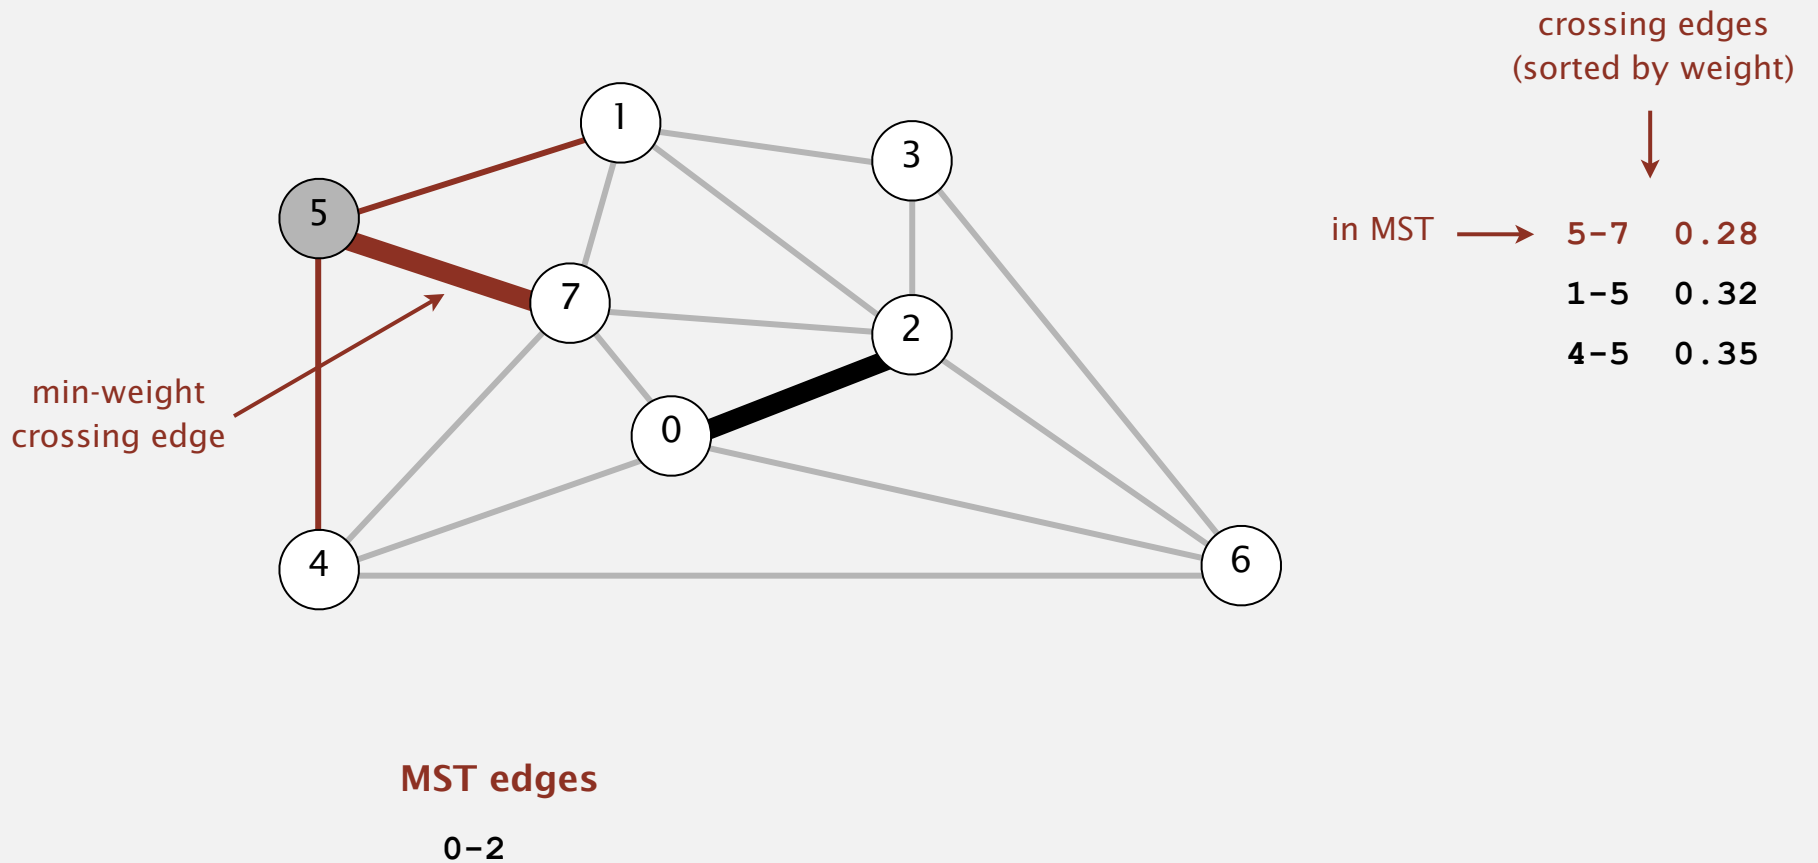 crossing edges
(sorted by weight)
1
3
5
in MST
5-7 0.28
7
1-5 0.32
2
4-5 0.35
min-weight
crossing edge
0
4
6
MST edges
0-2